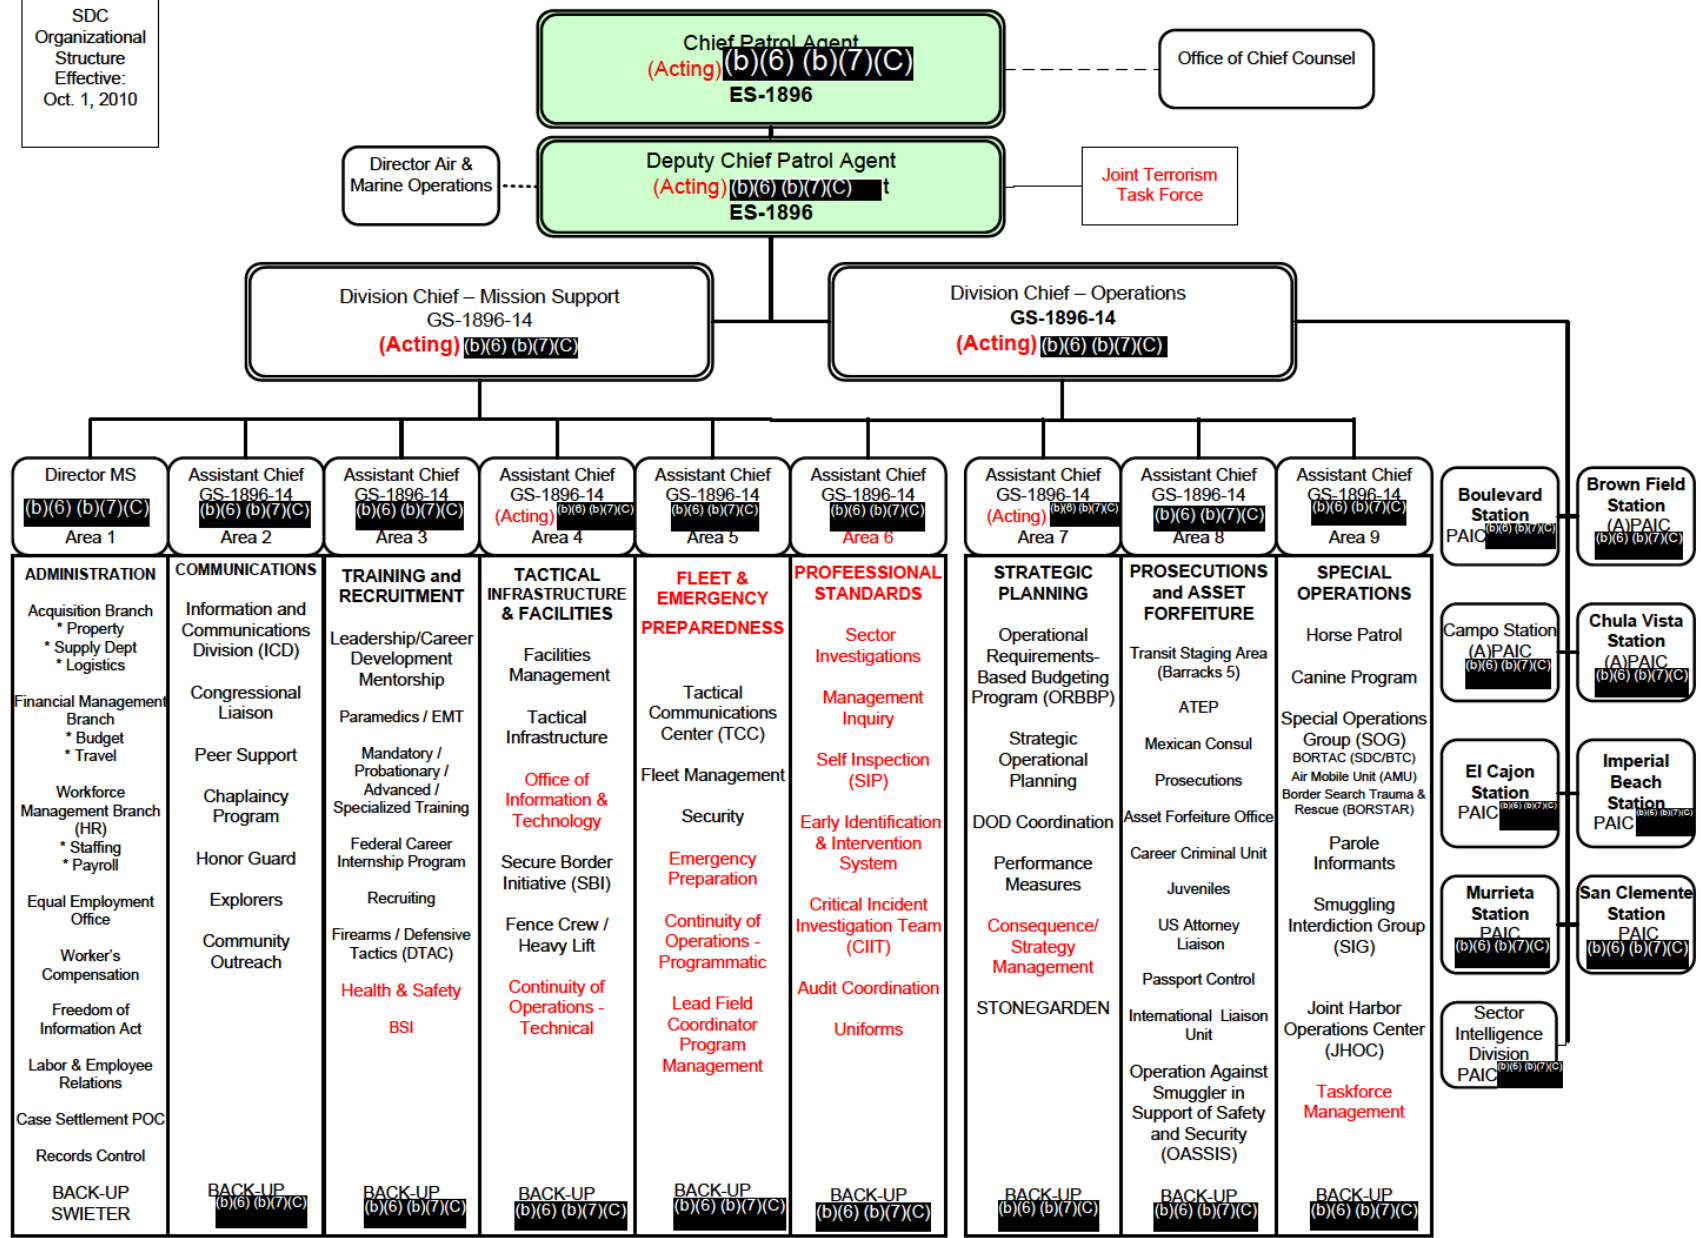 SDC
Organizational
Structure
Effective:
Oct. 1, 2010
Chief Patrol Agent
(Acting) (b)(6) (b)(7)(C)
ES-1896
Office of Chief Counsel
Director Air &
Marine Operations
Deputy Chief Patrol Agent
(Acting) (b)(6) (b)(7)(C) t
ES-1896
Joint Terrorism
Task Force
Division Chief – Mission Support
GS-1896-14
(Acting) (b)(6) (b)(7)(C)
Division Chief – Operations
GS-1896-14
(Acting) (b)(6) (b)(7)(C)
Director MS
(b)(6) (b)(7)(C)
Area 1
ADMINISTRATION
Acquisition Branch
* Property
* Supply Dept
* Logistics
Financial Management
Branch
* Budget
* Travel
Workforce
Management Branch
(HR)
* Staffing
* Payroll
Equal Employment
Office
Worker's
Compensation
Freedom of
Information Act
Labor & Employee
Relations
Case Settlement POC
Records Control
BACK-UP
SWIETER
Assistant Chief
GS-1896-14
(b)(6) (b)(7)(C)
Area 2
COMMUNICATIONS
Information and
Communications
Division (ICD)
Congressional
Liaison
Peer Support
Chaplaincy
Program
Honor Guard
Explorers
Community
Outreach
BACK-UP
(b)(6) (b)(7)(C)
Assistant Chief
GS-1896-14
(b)(6) (b)(7)(C)
Area 3
TRAINING and
RECRUITMENT
Leadership/Career
Development
Mentorship
Paramedics / EMT
Mandatory /
Probationary /
Advanced /
Specialized Training
Federal Career
Internship Program
Recruiting
Firearms / Defensive
Tactics (DTAC)
Health & Safety
BSI
BACK-UP
(b)(6) (b)(7)(C)
Assistant Chief
GS-1896-14
(Acting) (b)(6) (b)(7)(C)
Area 4
TACTICAL
INFRASTRUCTURE
& FACILITIES
Facilities
Management
Tactical
Infrastructure
Office of
Information &
Technology
Secure Border
Initiative (SBI)
Fence Crew /
Heavy Lift
Continuity of
Operations -
Technical
BACK-UP
(b)(6) (b)(7)(C)
Assistant Chief
GS-1896-14
(b)(6) (b)(7)(C)
Area 5
FLEET &
EMERGENCY
PREPAREDNESS
Tactical
Communications
Center (TCC)
Fleet Management
Security
Emergency
Preparation
Continuity of
Operations -
Programmatic
Lead Field
Coordinator
Program
Management
BACK-UP
(b)(6) (b)(7)(C)
Assistant Chief
GS-1896-14
(b)(6) (b)(7)(C)
Area 6
PROFEESSIONAL
STANDARDS
Sector
Investigations
Management
Inquiry
Self Inspection
(SIP)
Early Identification
& Intervention
System
Critical Incident
Investigation Team
(CIIT)
Audit Coordination
Uniforms
BACK-UP
(b)(6) (b)(7)(C)
Assistant Chief
GS-1896-14
(Acting) (b)(6) (b)(7)(C)
Area 7
STRATEGIC
PLANNING
Operational
Requirements-
Based Budgeting
Program (ORBBP)
Strategic
Operational
Planning
DOD Coordination
Performance
Measures
Consequence/
Strategy
Management
STONEGARDEN
BACK-UP
(b)(6) (b)(7)(C)
Assistant Chief
GS-1896-14
(b)(6) (b)(7)(C)
Area 8
PROSECUTIONS
and ASSET
FORFEITURE
Transit Staging Area
(Barracks 5)
ATEP
Mexican Consul
Prosecutions
Asset Forfeiture Office
Career Criminal Unit
Juveniles
US Attorney
Liaison
Passport Control
International Liaison
Unit
Operation Against
Smuggler in
Support of Safety
and Security
(OASSIS)
BACK-UP
(b)(6) (b)(7)(C)
Assistant Chief
GS-1896-14
(b)(6) (b)(7)(C)
Area 9
SPECIAL
OPERATIONS
Horse Patrol
Canine Program
Special Operations
Group (SOG)
BORTAC (SDC/BTC)
Air Mobile Unit (AMU)
Border Search Trauma &
Rescue (BORSTAR)
Parole
Informants
Smuggling
Interdiction Group
(SIG)
Joint Harbor
Operations Center
(JHOC)
Taskforce
Management
BACK-UP
(b)(6) (b)(7)(C)
Boulevard
Station
PAIC (b)(6) (b)(7)(C)
Brown Field
Station
(A)PAIC
(b)(6) (b)(7)(C)
Campo Station
(A)PAIC
(b)(6) (b)(7)(C)
Chula Vista
Station
(A)PAIC
(b)(6) (b)(7)(C)
El Cajon
Station
PAIC (b)(6) (b)(7)(C)
Imperial
Beach
Station
PAIC (b)(6) (b)(7)(C)
Murrieta
Station
PAIC
(b)(6) (b)(7)(C)
San Clemente
Station
PAIC
(b)(6) (b)(7)(C)
Sector
Intelligence
Division
PAIC (b)(6) (b)(7)(C)